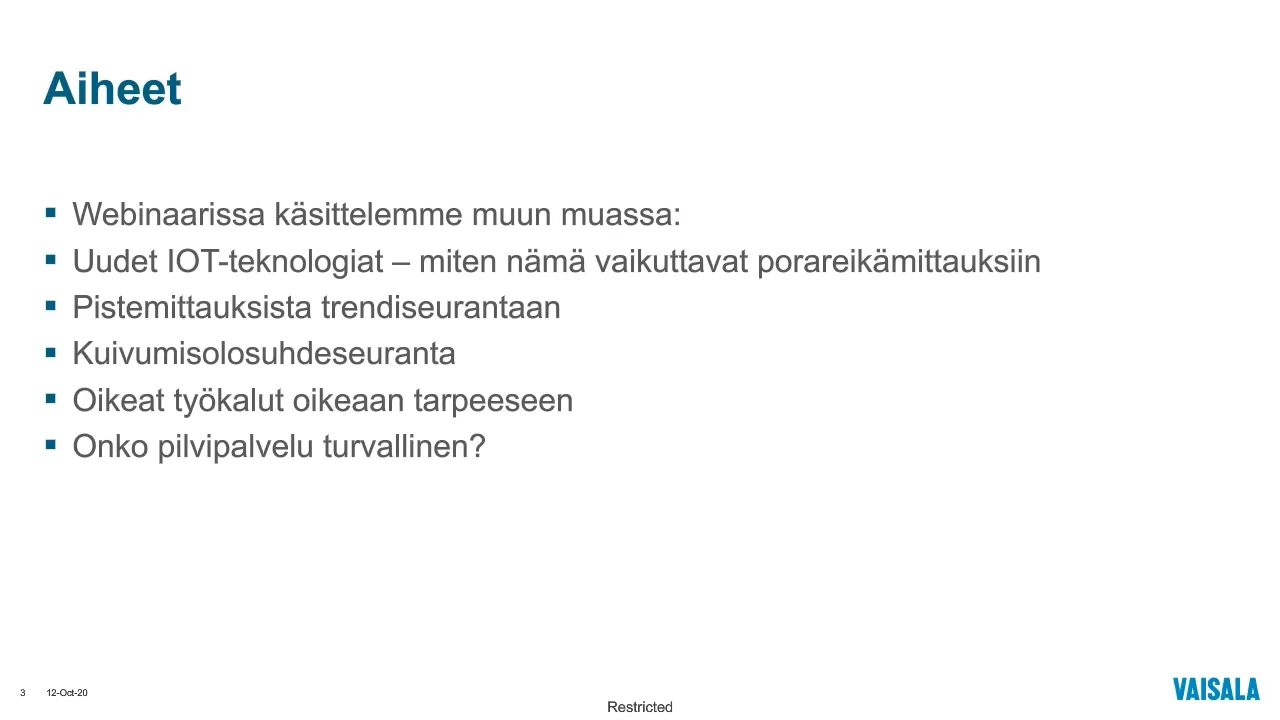 Aiheet
▪ Webinaarissa käsittelemme muun muassa:
▪ Uudet IOT-teknologiat – miten nämä vaikuttavat porareikämittauksiin
▪ Pistemittauksista trendiseurantaan
▪ Kuivumisolosuhdeseuranta
▪ Oikeat työkalut oikeaan tarpeeseen
▪ Onko pilvipalvelu turvallinen?
3 12-Oct-20
Restricted
VAISALA